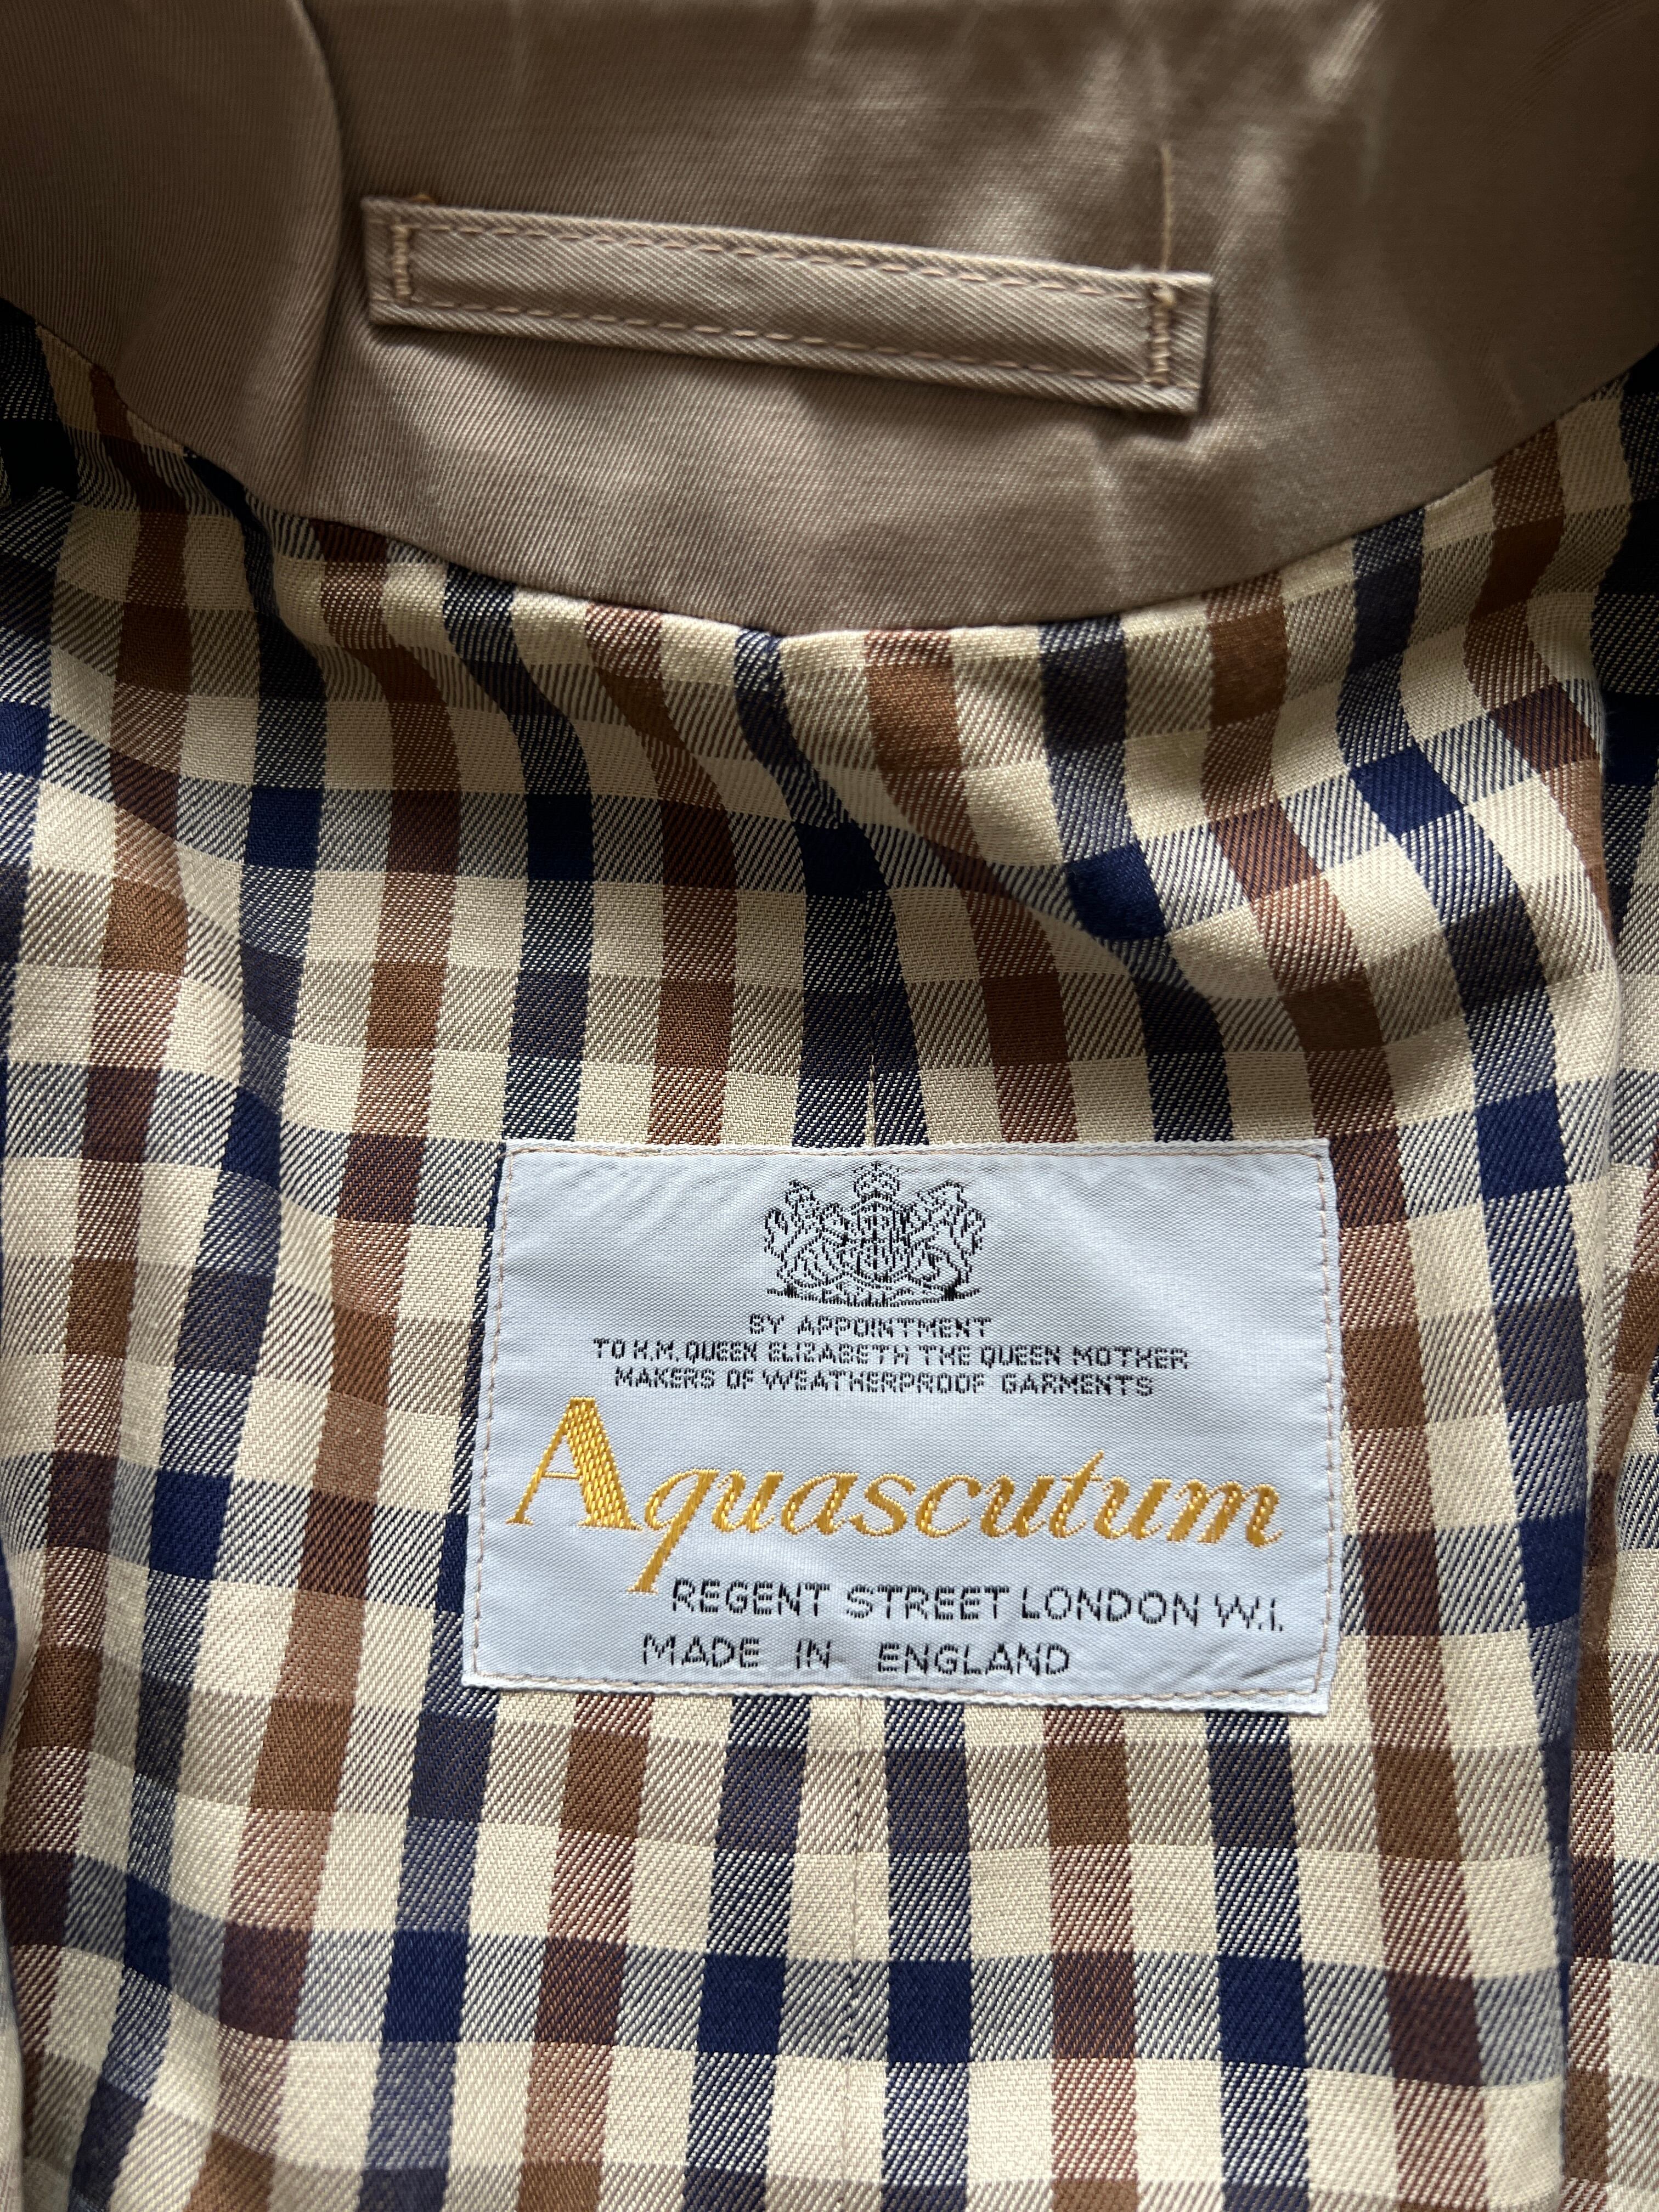 BY APPOINTMENT
TO H.M. QUEEN ELIZABETH THE QUEEN MOTHER
MAKERS OF WEATHERPROOF GARMENTS
Aquascutum
REGENT STREET LONDON W.1.
MADE IN ENGLAND